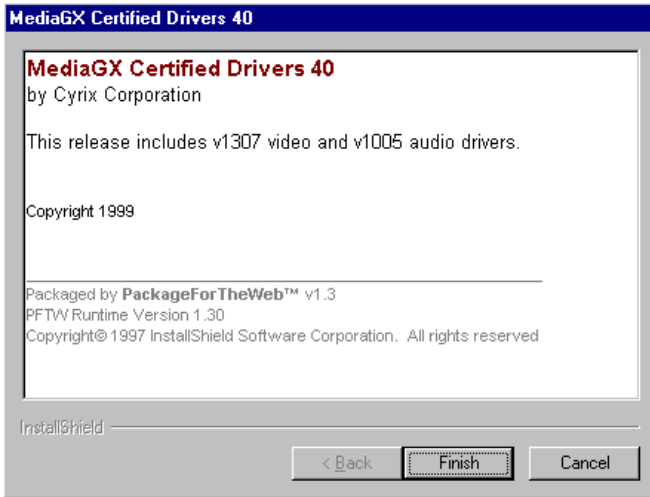 MediaGX Certified Drivers 40
MediaGX Certified Drivers 40
by Cyrix Corporation
This release includes v1307 video and v1005 audio drivers.
Copyright 1999
Packaged by PackageForTheWeb™ v1.3
PFTW Runtime Version 1.30
Copyright© 1997 InstallShield Software Corporation.  All rights reserved
InstallShield
< Back
Finish
Cancel